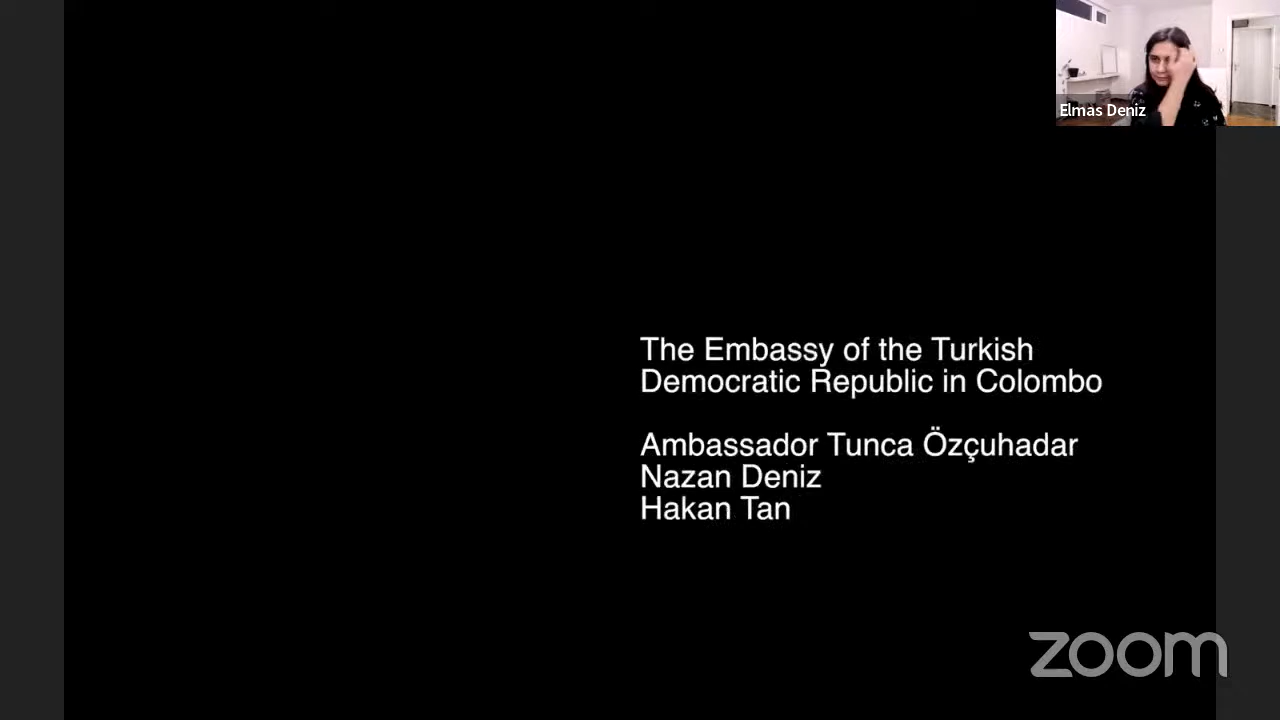 Elmas Deniz
The Embassy of the Turkish
Democratic Republic in Colombo
Ambassador Tunca Özçuhadar
Nazan Deniz
Hakan Tan
zoom